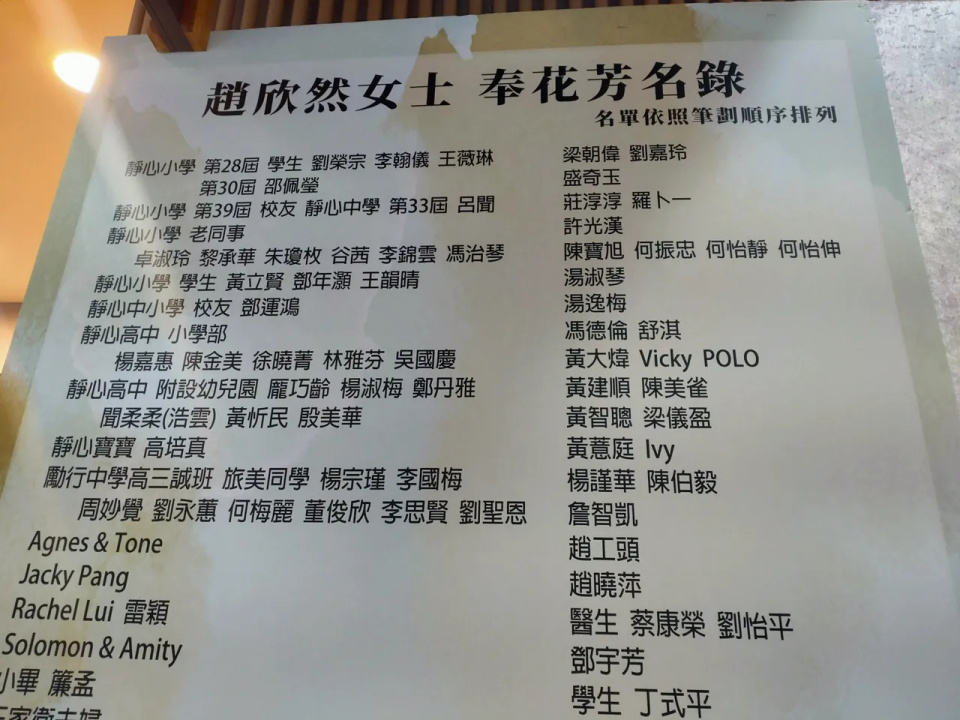 趙欣然女士 奉花芳名錄
名單依照筆劃順序排列
靜心小學 第28屆 學生 劉榮宗 李翰儀 王薇琳
第30屆 邵佩瑩
靜心小學 第39屆 校友 靜心中學 第33屆 呂聞
靜心小學 老同事
卓淑玲 黎承華 朱瓊枚 谷茜 李錦雲 馮治琴
靜心小學 學生 黃立賢 鄧年灝 王韻晴
靜心中小學 校友 鄧運鴻
靜心高中 小學部
楊嘉惠 陳金美 徐曉菁 林雅芬 吳國慶
靜心高中 附設幼兒園 龎巧齡 楊淑梅 鄭丹雅
聞柔柔(浩雲) 黃忻民 殷美華
靜心寶寶 高培真
勵行中學高三誠班 旅美同學 楊宗瑾 李國梅
周妙覺 劉永蕙 何梅麗 董俊欣 李思賢 劉聖恩
Agnes & Tone
Jacky Pang
Rachel Lui 雷穎
Solomon & Amity
小畢 簾孟
王家衛夫婦
梁朝偉 劉嘉玲
盛奇玉
莊淳淳 羅卜一
許光漢
陳寶旭 何振忠 何怡靜 何怡伸
湯淑琴
湯逸梅
馮德倫 舒淇
黃大煒 Vicky POLO
黃建順 陳美雀
黃智聰 梁儀盈
黃薏庭 Ivy
楊謹華 陳伯毅
詹智凱
趙工頭
趙曉萍
醫生 蔡康榮 劉怡平
鄧宇芳
學生 丁式平